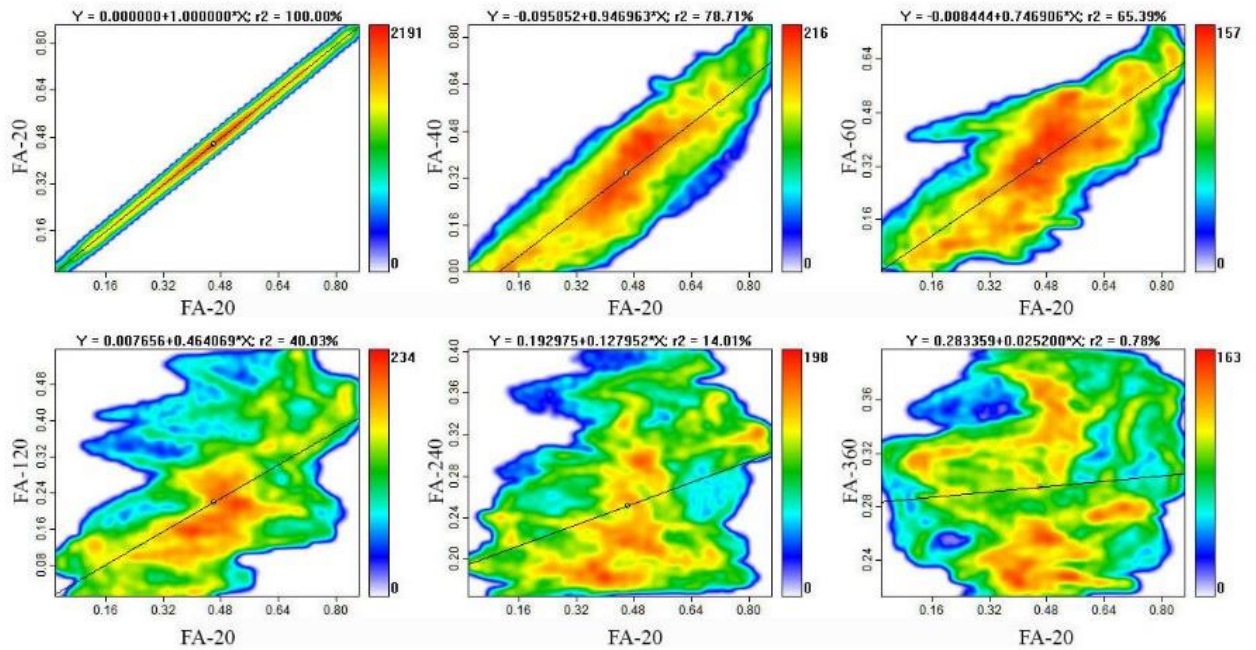 Y = 0.000000+1.000000*X; r2 = 100.00%
FA-20
0.80
0.64
0.48
0.32
0.16
2191
0
0.16 0.32 0.48 0.64 0.80
FA-20
Y = -0.095052+0.946963*X; r2 = 78.71%
FA-40
0.80
0.64
0.48
0.32
0.16
0.00
216
0
0.16 0.32 0.48 0.64 0.80
FA-20
Y = -0.008444+0.746906*X; r2 = 65.39%
FA-60
0.64
0.48
0.32
0.16
157
0
0.16 0.32 0.48 0.64 0.80
FA-20
Y = 0.007656+0.464069*X; r2 = 40.03%
FA-120
0.48
0.40
0.32
0.24
0.16
0.08
234
0
0.16 0.32 0.48 0.64 0.80
FA-20
Y = 0.192975+0.127952*X; r2 = 14.01%
FA-240
0.40
0.36
0.32
0.28
0.24
0.20
198
0
0.16 0.32 0.48 0.64 0.80
FA-20
Y = 0.283359+0.025200*X; r2 = 0.78%
FA-360
0.36
0.32
0.28
0.24
163
0
0.16 0.32 0.48 0.64 0.80
FA-20